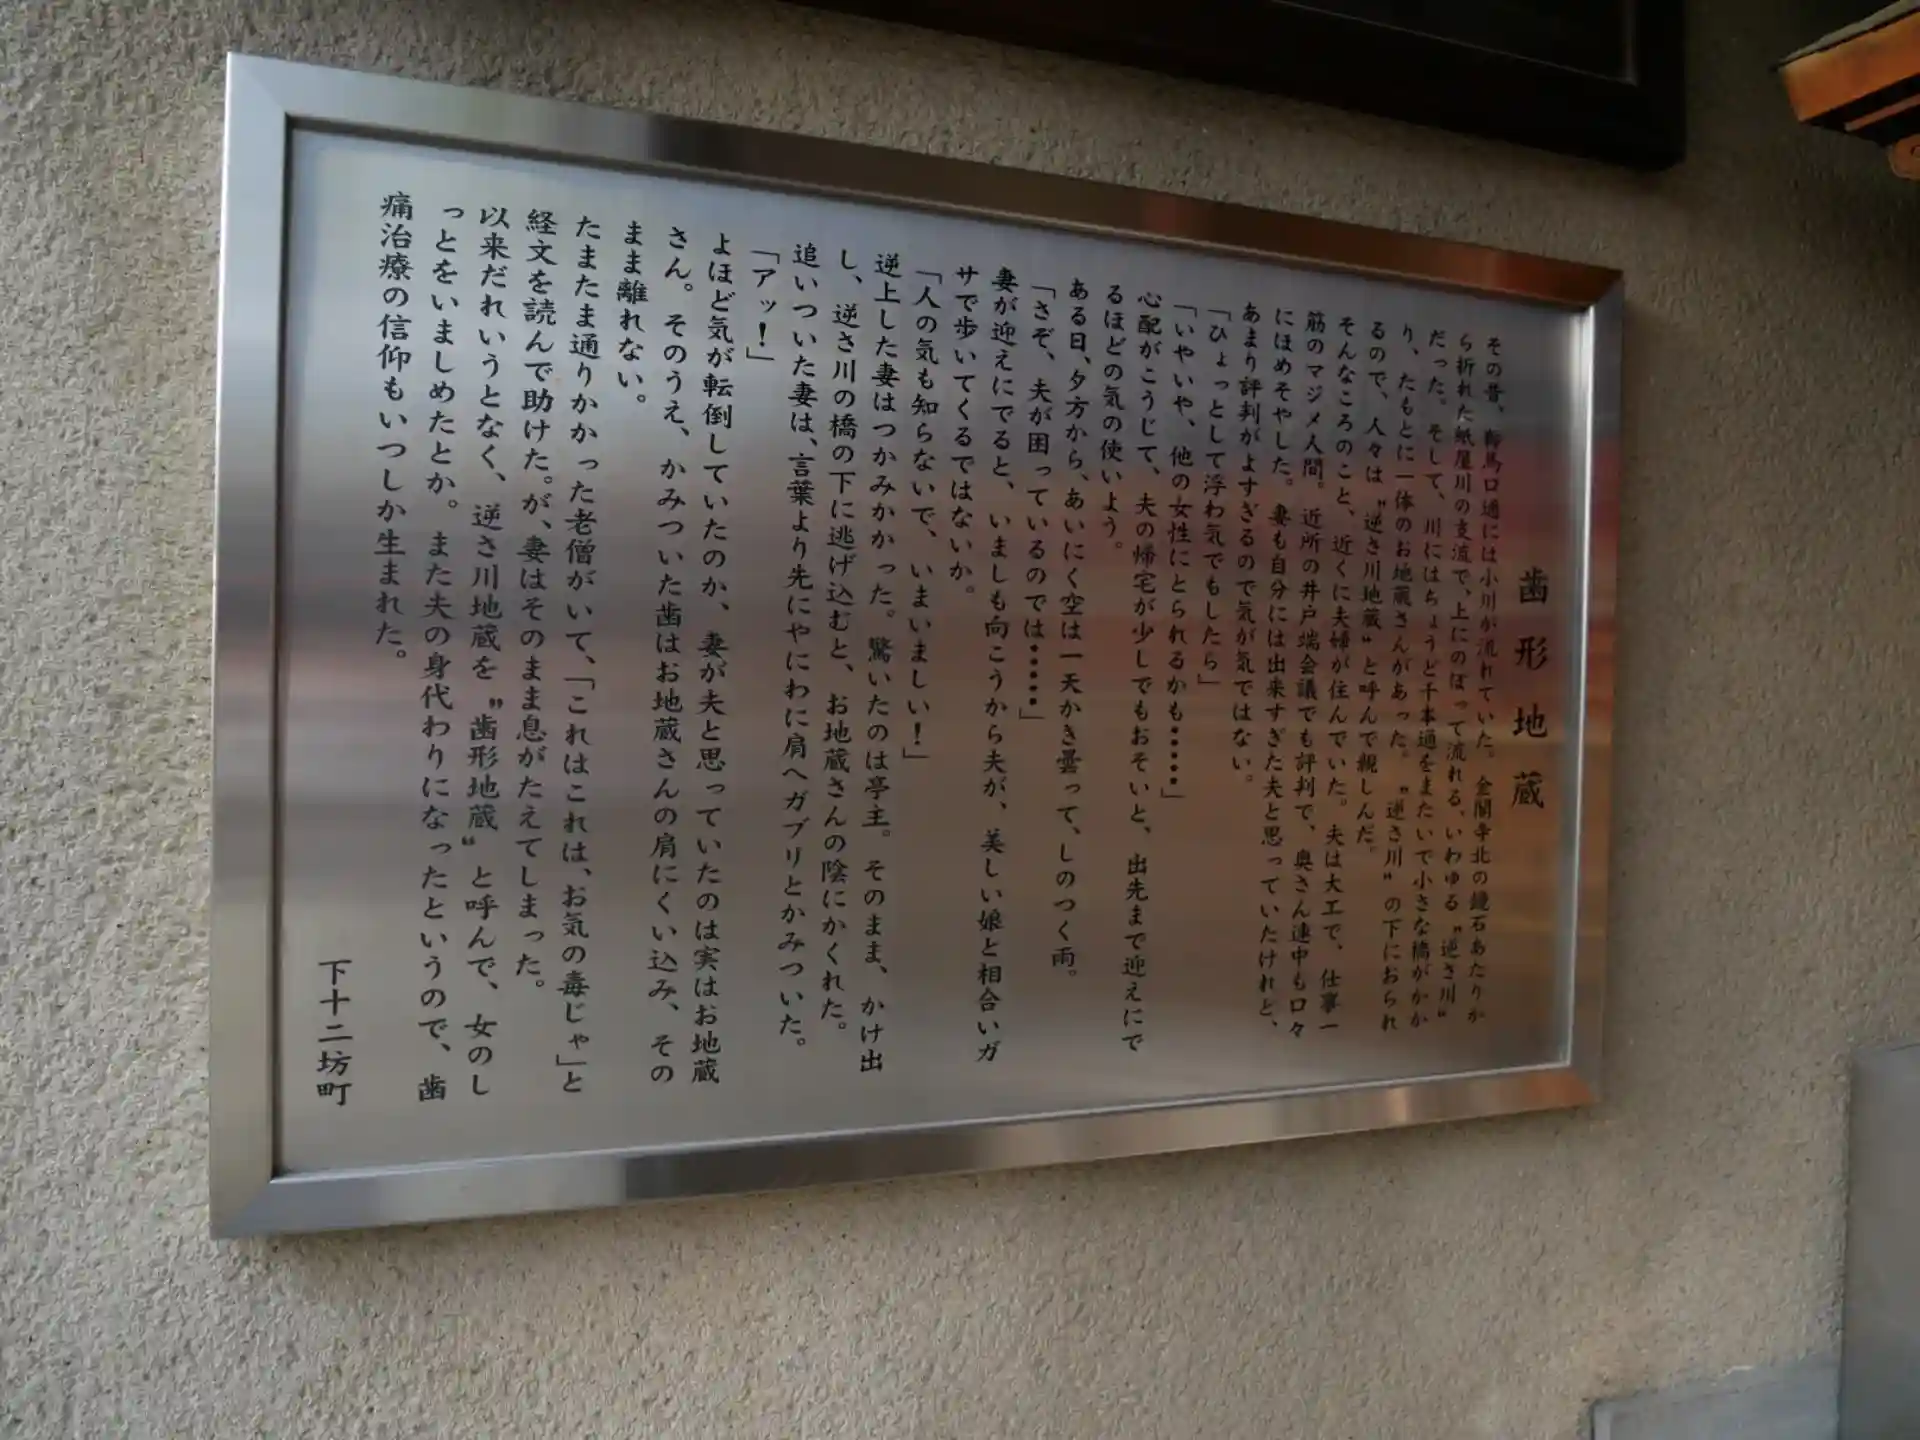 歯形地蔵
その昔、鞍馬口通には小川が流れていた。金閣寺北の鏡石あたりか
ら折れた紙屋川の支流で、上にのぼって流れる、いわゆる〝逆さ川〟
だった。そして、川にはちょうど千本通をまたいで小さな橋がかか
り、たもとに一体のお地蔵さんがあった。〝逆さ川〟の下におられ
るので、人々は〝逆さ川地蔵〟と呼んで親しんだ。
そんなころのこと、近くに夫婦が住んでいた。夫は大工で、仕事一
筋のマジメ人間。近所の井戸端会議でも評判で、奥さん連中も口々
にほめそやした。妻も自分には出来すぎた夫と思っていたけれど、
あまり評判がよすぎるので気が気ではない。
「ひょっとして浮わ気でもしたら」
「いやいや、他の女性にとられるかも……」
心配がこうじて、夫の帰宅が少しでもおそいと、出先まで迎えにで
るほどの気の使いよう。
ある日、夕方から、あいにく空は一天かき曇って、しのつく雨。
「さぞ、夫が困っているのでは……」
妻が迎えにでると、いましも向こうから夫が、美しい娘と相合いガ
サで歩いてくるではないか。
「人の気も知らないで、いまいましい！」
逆上した妻はつかみかかった。驚いたのは亭主。そのまま、かけ出
し、逆さ川の橋の下に逃げ込むと、お地蔵さんの陰にかくれた。
追いついた妻は、言葉より先にやにわに肩へガブリとかみついた。
「アッ！」
よほど気が転倒していたのか、妻が夫と思っていたのは実はお地蔵
さん。そのうえ、かみついた歯はお地蔵さんの肩にくい込み、その
まま離れない。
たまたま通りかかった老僧がいて、「これはこれは、お気の毒じゃ」と
経文を読んで助けた。が、妻はそのまま息がたえてしまった。
以来だれいうとなく、逆さ川地蔵を〝歯形地蔵〟と呼んで、女のし
っとをいましめたとか。また夫の身代わりになったというので、歯
痛治療の信仰もいつしか生まれた。
下十二坊町